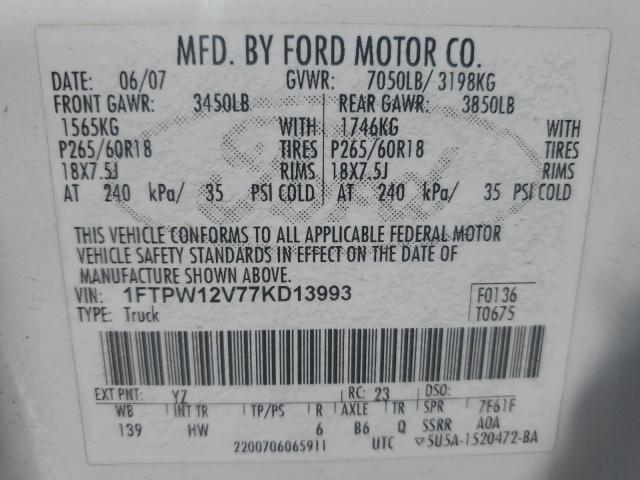 MFD. BY FORD MOTOR CO.
DATE: 06/07 GVWR: 7050LB/ 3198KG
FRONT GAWR: 3450LB REAR GAWR: 3850LB
1565KG WITH 1746KG WITH
P265/60R18 TIRES P265/60R18 TIRES
18X7.5J RIMS 18X7.5J RIMS
AT 240 kPa/ 35 PSI COLD AT 240 kPa/ 35 PSI COLD
Ford
THIS VEHICLE CONFORMS TO ALL APPLICABLE FEDERAL MOTOR
VEHICLE SAFETY STANDARDS IN EFFECT ON THE DATE OF
MANUFACTURE SHOWN ABOVE.
VIN: 1FTPW12V77KD13993 F0136
TYPE: Truck T0675
EXT PNT: YZ RC: 23 DSO:
WB INT TR TP/PS R AXLE TR SPR 7F61F
139 HW 6 B6 Q SSRR A0A
2200706065911 UTC ▽5U5A-1520472-BA